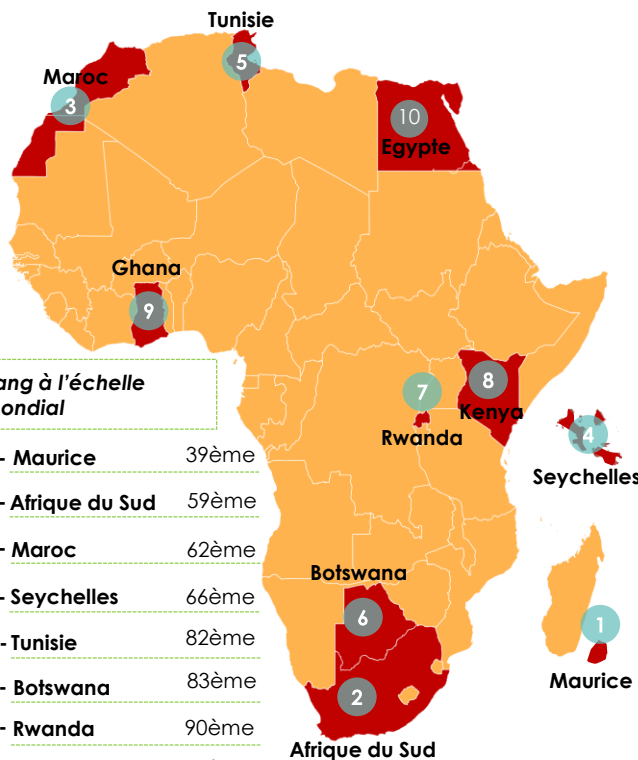 Tunisie
5
Maroc
3
10
Egypte
Ghana
9
7
8
Kenya
Rwanda
4
Seychelles
Botswana
6
1
Maurice
2
Afrique du Sud
ang à l’échelle
ondial
- Maurice 39ème
- Afrique du Sud 59ème
- Maroc 62ème
- Seychelles 66ème
- Tunisie 82ème
- Botswana 83ème
- Rwanda 90ème